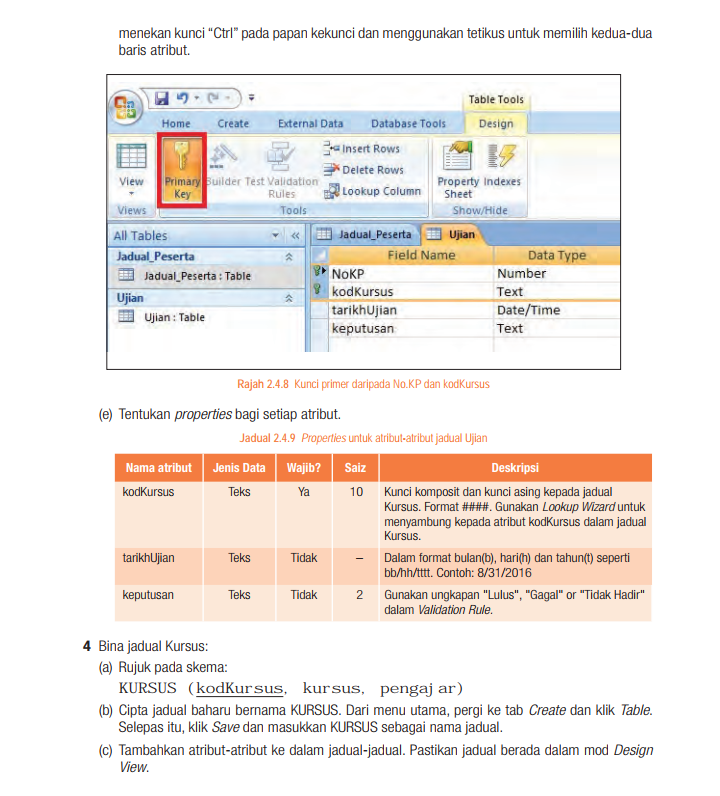 menekan kunci “Ctrl” pada papan kekunci dan menggunakan tetikus untuk memilih kedua-dua
baris atribut.
Table Tools
Home Create External Data Database Tools Design
View
Views
Primary
Key
Builder
Test Validation
Rules
Insert Rows
Delete Rows
Lookup Column
Tools
Property
Sheet
Indexes
Show/Hide
All Tables
Jadual_Peserta
Jadual_Peserta : Table
Ujian
Ujian : Table
Jadual_Peserta Ujian
Field Name Data Type
NoKP Number
kodKursus Text
tarikhUjian Date/Time
keputusan Text
Rajah 2.4.8 Kunci primer daripada No.KP dan kodKursus
(e) Tentukan properties bagi setiap atribut.
Jadual 2.4.9 Properties untuk atribut-atribut jadual Ujian
Nama atribut Jenis Data Wajib? Saiz Deskripsi
kodKursus Teks Ya 10 Kunci komposit dan kunci asing kepada jadual
Kursus. Format ####. Gunakan Lookup Wizard untuk
menyambung kepada atribut kodKursus dalam jadual
Kursus.
tarikhUjian Teks Tidak – Dalam format bulan(b), hari(h) dan tahun(t) seperti
bb/hh/tttt. Contoh: 8/31/2016
keputusan Teks Tidak 2 Gunakan ungkapan "Lulus", "Gagal" or "Tidak Hadir"
dalam Validation Rule.
4 Bina jadual Kursus:
(a) Rujuk pada skema:
KURSUS (kodKursus, kursus, pengajar)
(b) Cipta jadual baharu bernama KURSUS. Dari menu utama, pergi ke tab Create dan klik Table.
Selepas itu, klik Save dan masukkan KURSUS sebagai nama jadual.
(c) Tambahkan atribut-atribut ke dalam jadual-jadual. Pastikan jadual berada dalam mod Design
View.